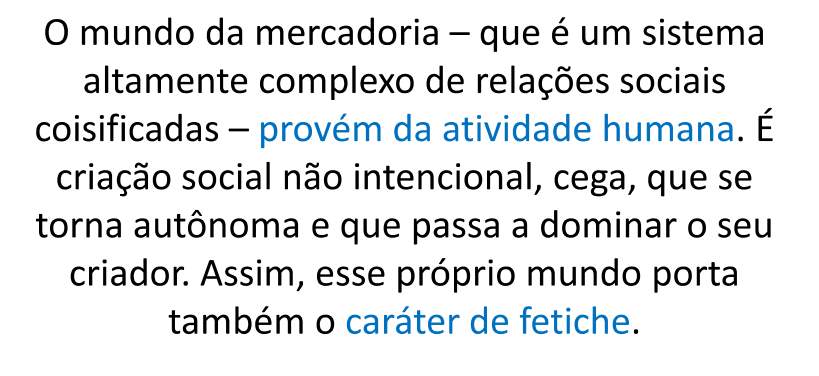 O mundo da mercadoria – que é um sistema
altamente complexo de relações sociais
coisificadas – provém da atividade humana. É
criação social não intencional, cega, que se
torna autônoma e que passa a dominar o seu
criador. Assim, esse próprio mundo porta
também o caráter de fetiche.